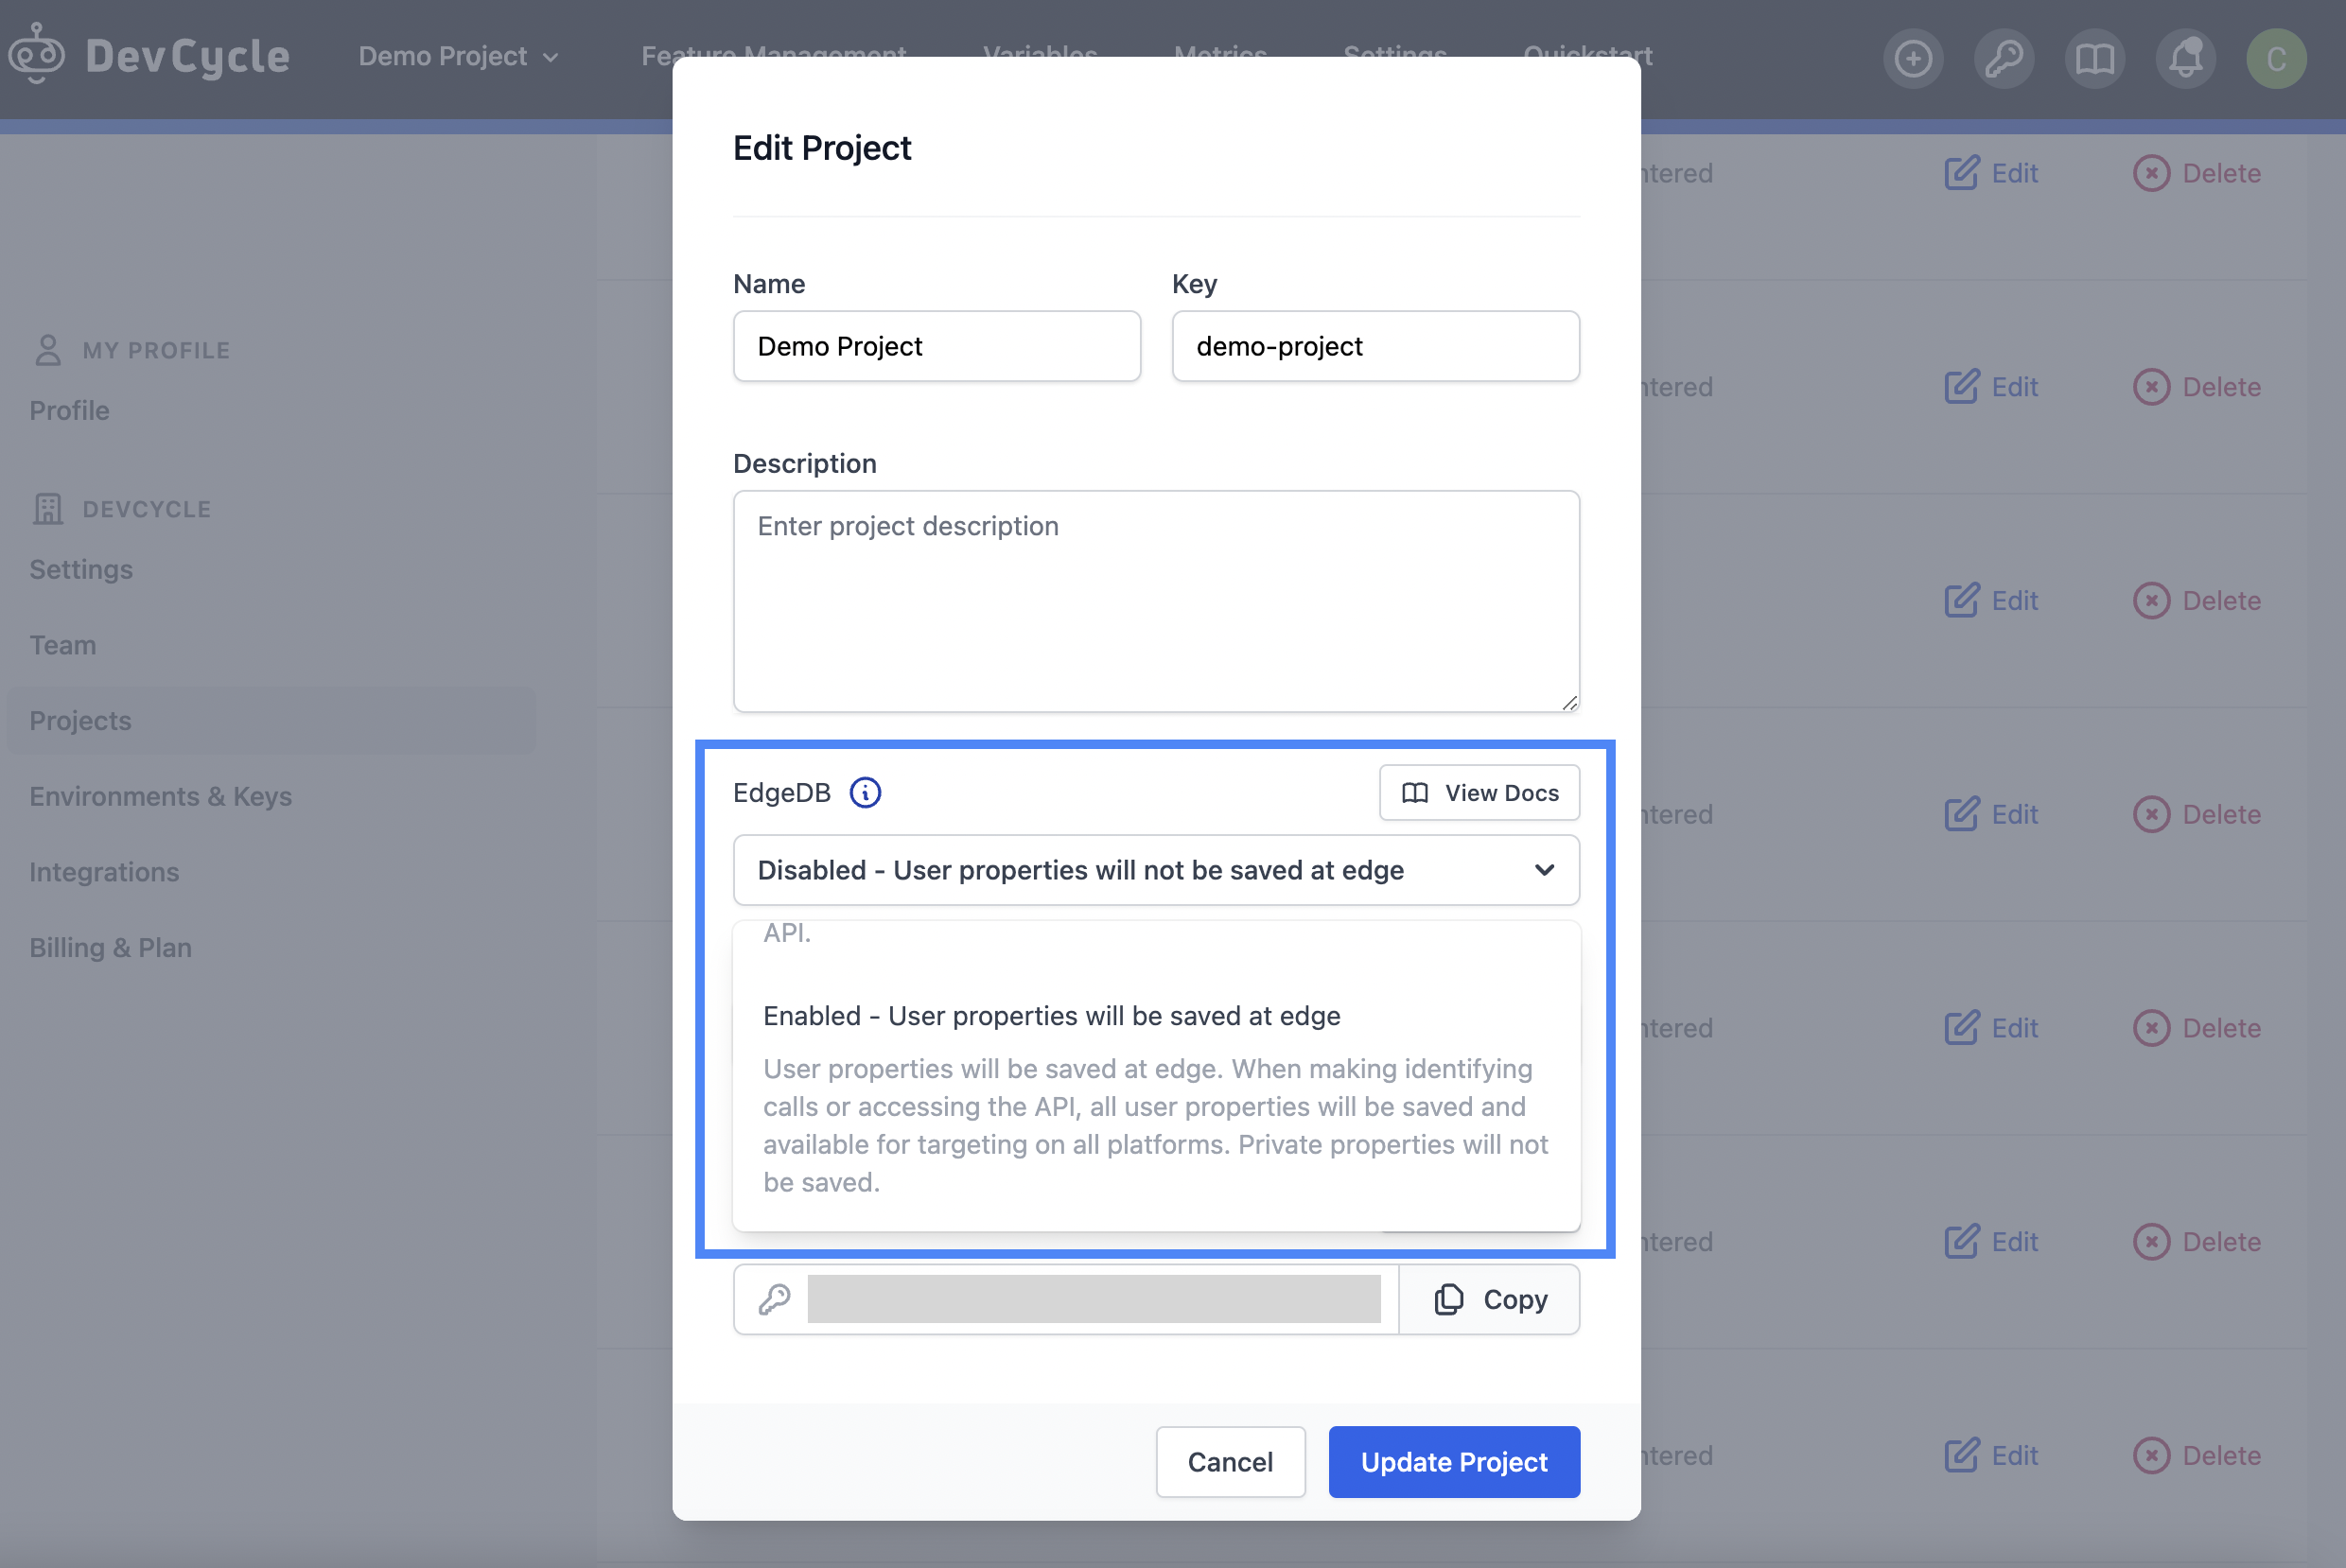 DevCycle
Demo Project
Feature Management
Variables
Metrics
Settings
Quickstart
C
MY PROFILE
Profile
DEVCYCLE
Settings
Team
Projects
Environments & Keys
Integrations
Billing & Plan
Edit Project
Name
Key
Demo Project
demo-project
Description
Enter project description
EdgeDB
View Docs
Disabled - User properties will not be saved at edge
API.
Enabled - User properties will be saved at edge
User properties will be saved at edge. When making identifying
calls or accessing the API, all user properties will be saved and
available for targeting on all platforms. Private properties will not
be saved.
Copy
Cancel
Update Project
ntered
Edit
Delete
ntered
Edit
Delete
Edit
Delete
ntered
Edit
Delete
ntered
Edit
Delete
ntered
Edit
Delete
ntered
Edit
Delete